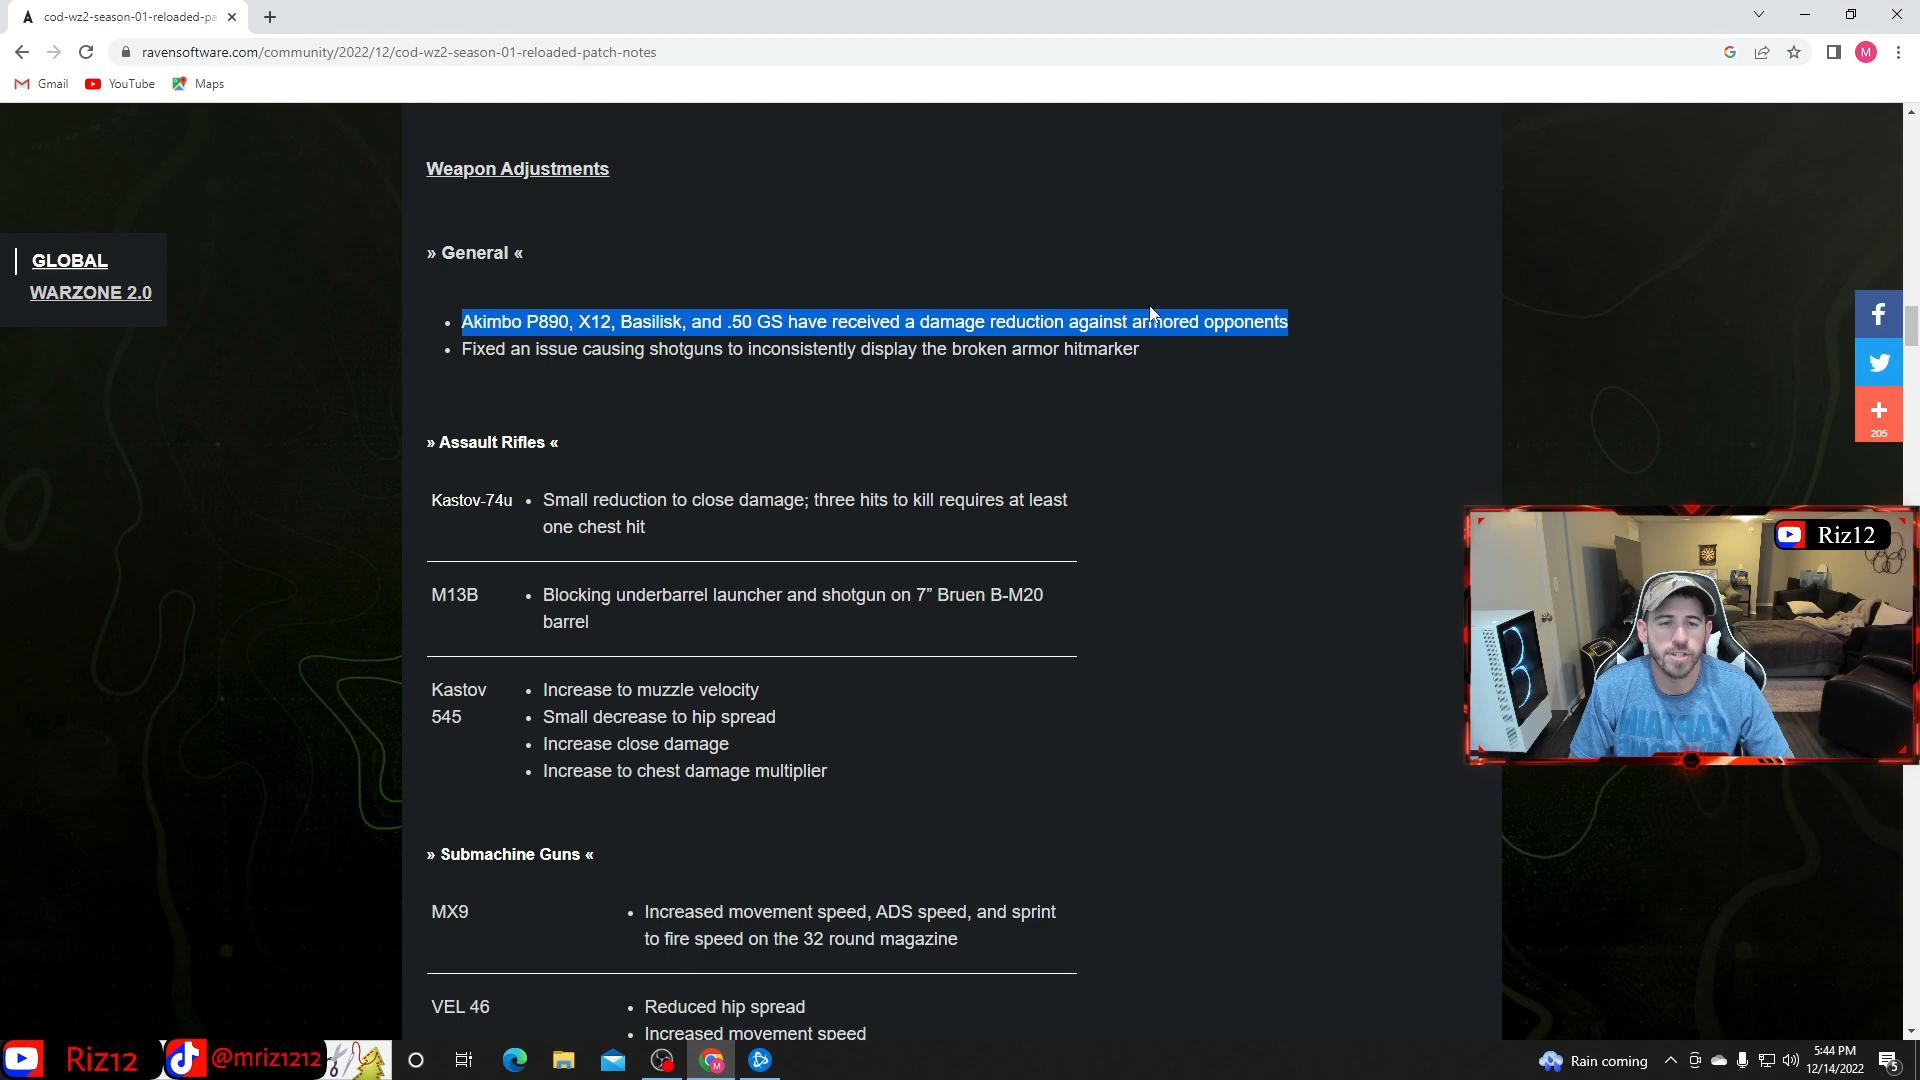 cod-wz2-season-01-reloaded-pa
ravensoftware.com/community/2022/12/cod-wz2-season-01-reloaded-patch-notes
M
Gmail YouTube Maps
Weapon Adjustments
» General «
GLOBAL
WARZONE 2.0
• Akimbo P890, X12, Basilisk, and .50 GS have received a damage reduction against armored opponents
• Fixed an issue causing shotguns to inconsistently display the broken armor hitmarker
205
» Assault Rifles «
Kastov-74u • Small reduction to close damage; three hits to kill requires at least
one chest hit
Riz12
M13B • Blocking underbarrel launcher and shotgun on 7” Bruen B-M20
barrel
Kastov • Increase to muzzle velocity
545 • Small decrease to hip spread
• Increase close damage
• Increase to chest damage multiplier
» Submachine Guns «
MX9 • Increased movement speed, ADS speed, and sprint
to fire speed on the 32 round magazine
VEL 46 • Reduced hip spread
• Increased movement speed
Riz12 @mriz1212
Rain coming
5:44 PM
12/14/2022
5